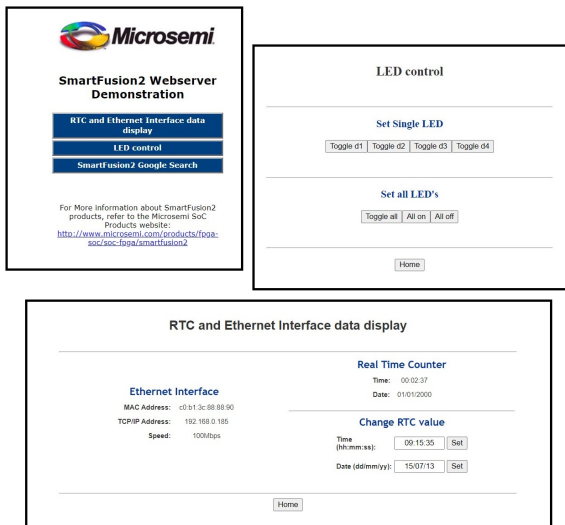 Microsemi
SmartFusion2 Webserver
Demonstration
RTC and Ethernet Interface data
display
LED control
SmartFusion2 Google Search
For More information about SmartFusion2
products, refer to the Microsemi SoC
Products website:
http://www.microsemi.com/products/fpga-
soc/soc-fpga/smartfusion2
LED control
Set Single LED
Toggle d1 Toggle d2 Toggle d3 Toggle d4
Set all LED's
Toggle all All on All off
Home
RTC and Ethernet Interface data display
Ethernet Interface
MAC Address: c0:b1:3c:88:88:90
TCP/IP Address: 192.168.0.185
Speed: 100Mbps
Real Time Counter
Time: 00:02:37
Date: 01/01/2000
Change RTC value
Time
(hh:mm:ss): 09:15:35 Set
Date (dd/mm/yy): 15/07/13 Set
Home